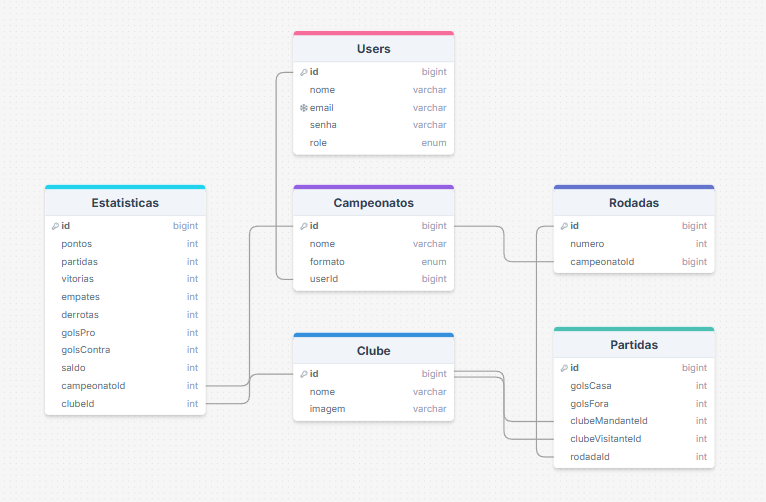 Users
id bigint
nome varchar
email varchar
senha varchar
role enum
Estatisticas
id bigint
pontos int
partidas int
vitorias int
empates int
derrotas int
golsPro int
golsContra int
saldo int
campeonatoId int
clubeId int
Campeonatos
id bigint
nome varchar
formato enum
userId bigint
Rodadas
id bigint
numero int
campeonatoId bigint
Clube
id bigint
nome varchar
imagem varchar
Partidas
id bigint
golsCasa int
golsFora int
clubeMandanteId int
clubeVisitanteId int
rodadaId int